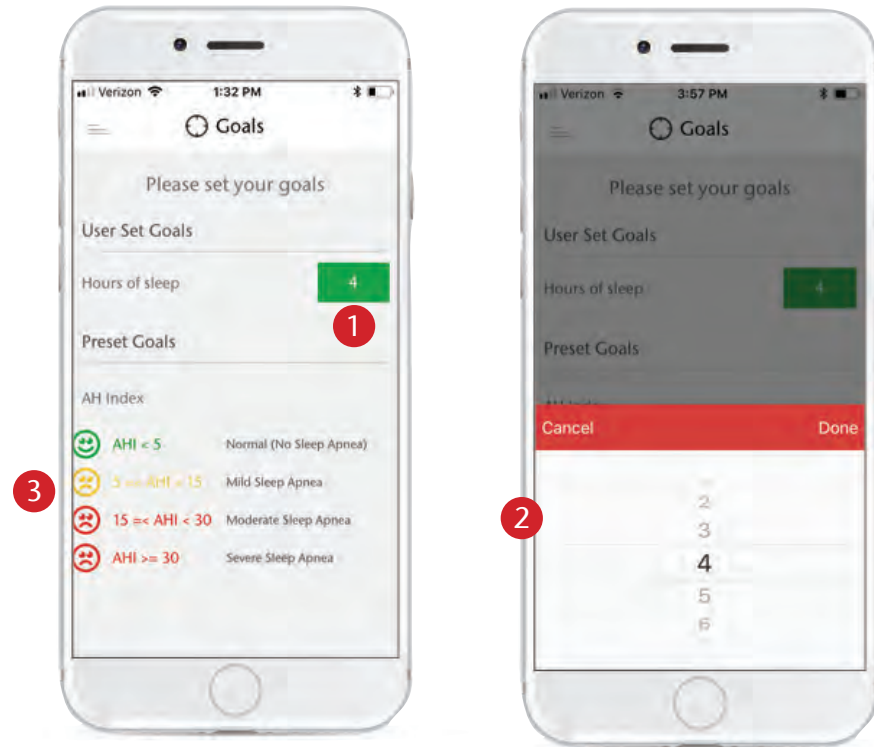 Verizon 1:32 PM
Goals
Please set your goals
User Set Goals
Hours of sleep 4
1
Preset Goals
AH Index
AHI < 5 Normal (No Sleep Apnea)
3
5 =< AHI < 15 Mild Sleep Apnea
15 =< AHI < 30 Moderate Sleep Apnea
AHI >= 30 Severe Sleep Apnea
Verizon 3:57 PM
Goals
Please set your goals
User Set Goals
Hours of sleep 4
Preset Goals
Cancel Done
2
2
3
4
5
6